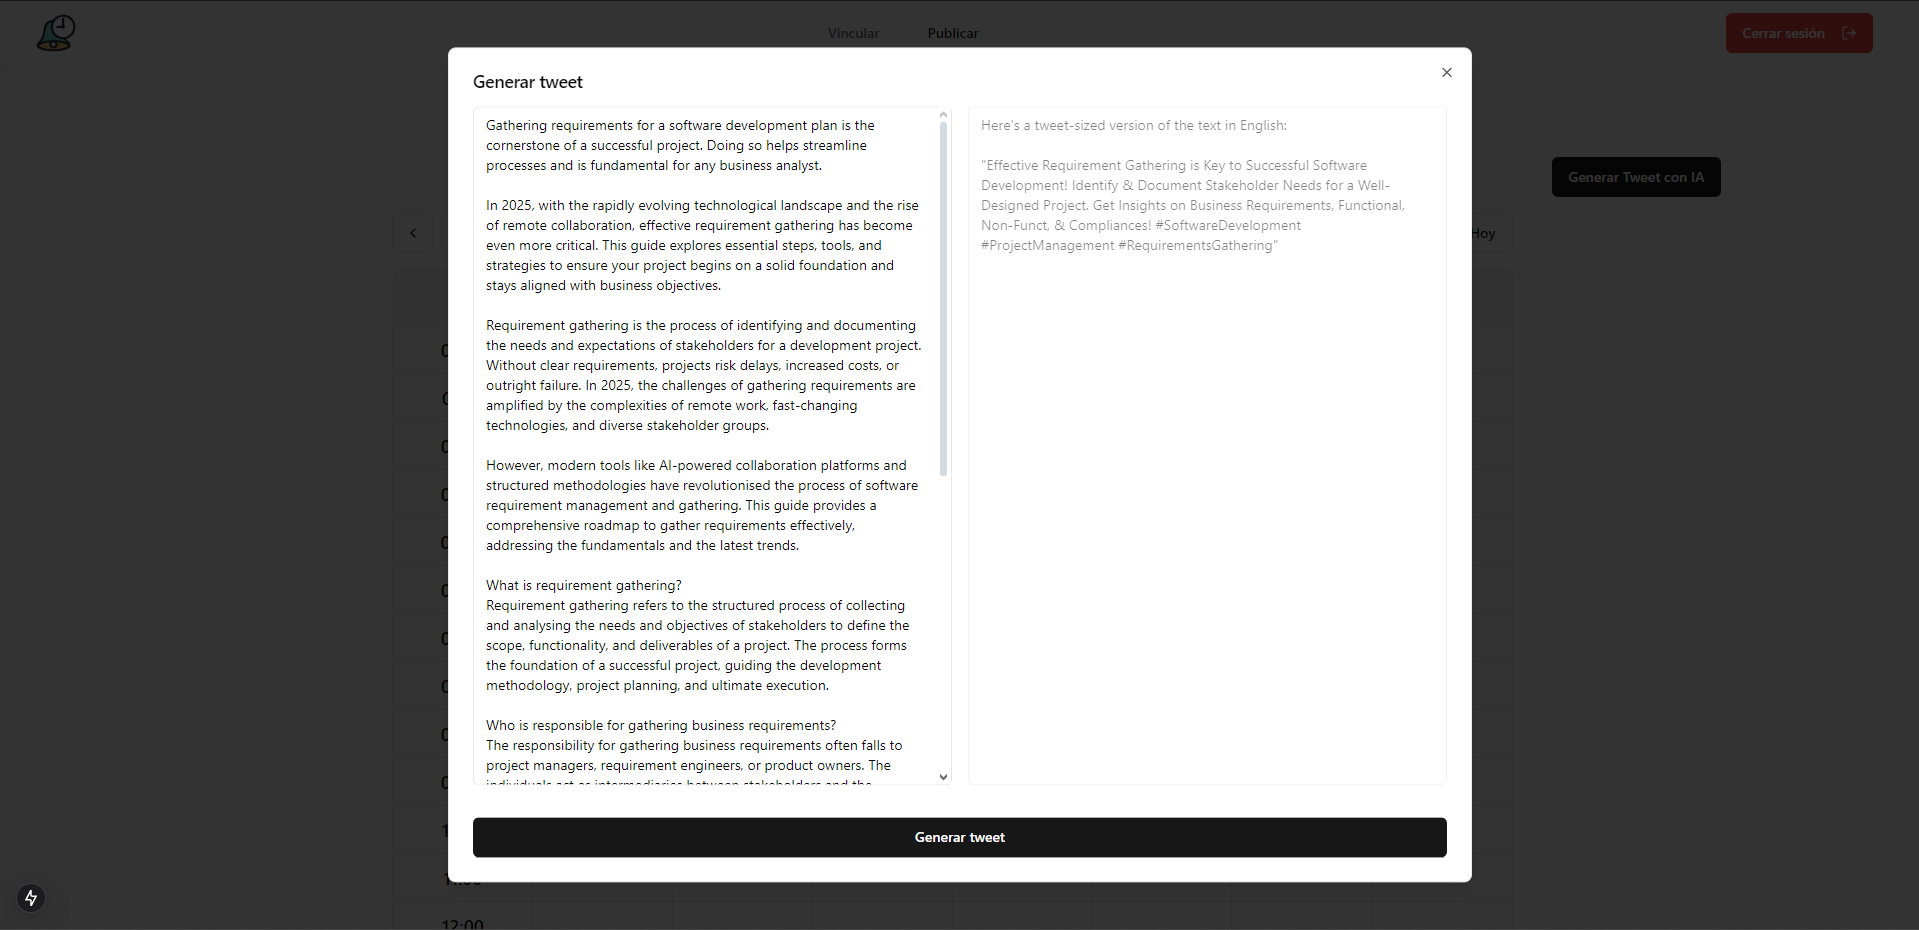 Vincular
Publicar
Cerrar sesión
Generar tweet
Gathering requirements for a software development plan is the
cornerstone of a successful project. Doing so helps streamline
processes and is fundamental for any business analyst.
In 2025, with the rapidly evolving technological landscape and the rise
of remote collaboration, effective requirement gathering has become
even more critical. This guide explores essential steps, tools, and
strategies to ensure your project begins on a solid foundation and
stays aligned with business objectives.
Requirement gathering is the process of identifying and documenting
the needs and expectations of stakeholders for a development project.
Without clear requirements, projects risk delays, increased costs, or
outright failure. In 2025, the challenges of gathering requirements are
amplified by the complexities of remote work, fast-changing
technologies, and diverse stakeholder groups.
However, modern tools like AI-powered collaboration platforms and
structured methodologies have revolutionised the process of software
requirement management and gathering. This guide provides a
comprehensive roadmap to gather requirements effectively,
addressing the fundamentals and the latest trends.
What is requirement gathering?
Requirement gathering refers to the structured process of collecting
and analysing the needs and objectives of stakeholders to define the
scope, functionality, and deliverables of a project. The process forms
the foundation of a successful project, guiding the development
methodology, project planning, and ultimate execution.
Who is responsible for gathering business requirements?
The responsibility for gathering business requirements often falls to
project managers, requirement engineers, or product owners. The
individuals act as intermediaries between stakeholders and the
Here's a tweet-sized version of the text in English:
"Effective Requirement Gathering is Key to Successful Software
Development! Identify & Document Stakeholder Needs for a Well-
Designed Project. Get Insights on Business Requirements, Functional,
Non-Funct, & Compliances! #SoftwareDevelopment
#ProjectManagement #RequirementsGathering"
Generar tweet
Generar Tweet con IA
Hoy
12:00